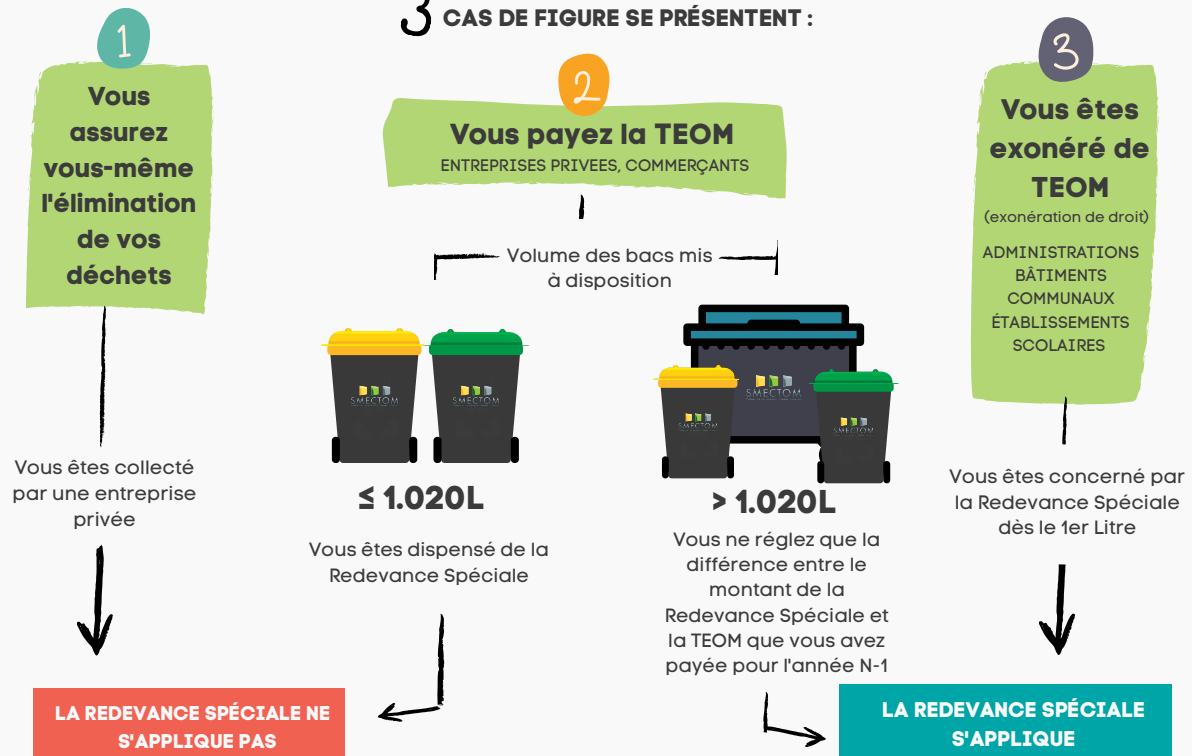 3 CAS DE FIGURE SE PRÉSENTENT :
1
Vous
assurez
vous-même
l'élimination
de vos
déchets
Vous êtes collecté
par une entreprise
privée
2
Vous payez la TEOM
ENTREPRISES PRIVEES, COMMERÇANTS
Volume des bacs mis
à disposition
SMECTOM
SMECTOM
≤ 1.020L
Vous êtes dispensé de la
Redevance Spéciale
SMECTOM
SMECTOM
SMECTOM
> 1.020L
Vous ne réglez que la
différence entre le
montant de la
Redevance Spéciale et
la TEOM que vous avez
payée pour l'année N-1
3
Vous êtes
exonéré de
TEOM
(exonération de droit)
ADMINISTRATIONS
BÂTIMENTS
COMMUNAUX
ÉTABLISSEMENTS
SCOLAIRES
Vous êtes concerné par
la Redevance Spéciale
dès le 1er Litre
LA REDEVANCE SPÉCIALE NE
S'APPLIQUE PAS
LA REDEVANCE SPÉCIALE
S'APPLIQUE